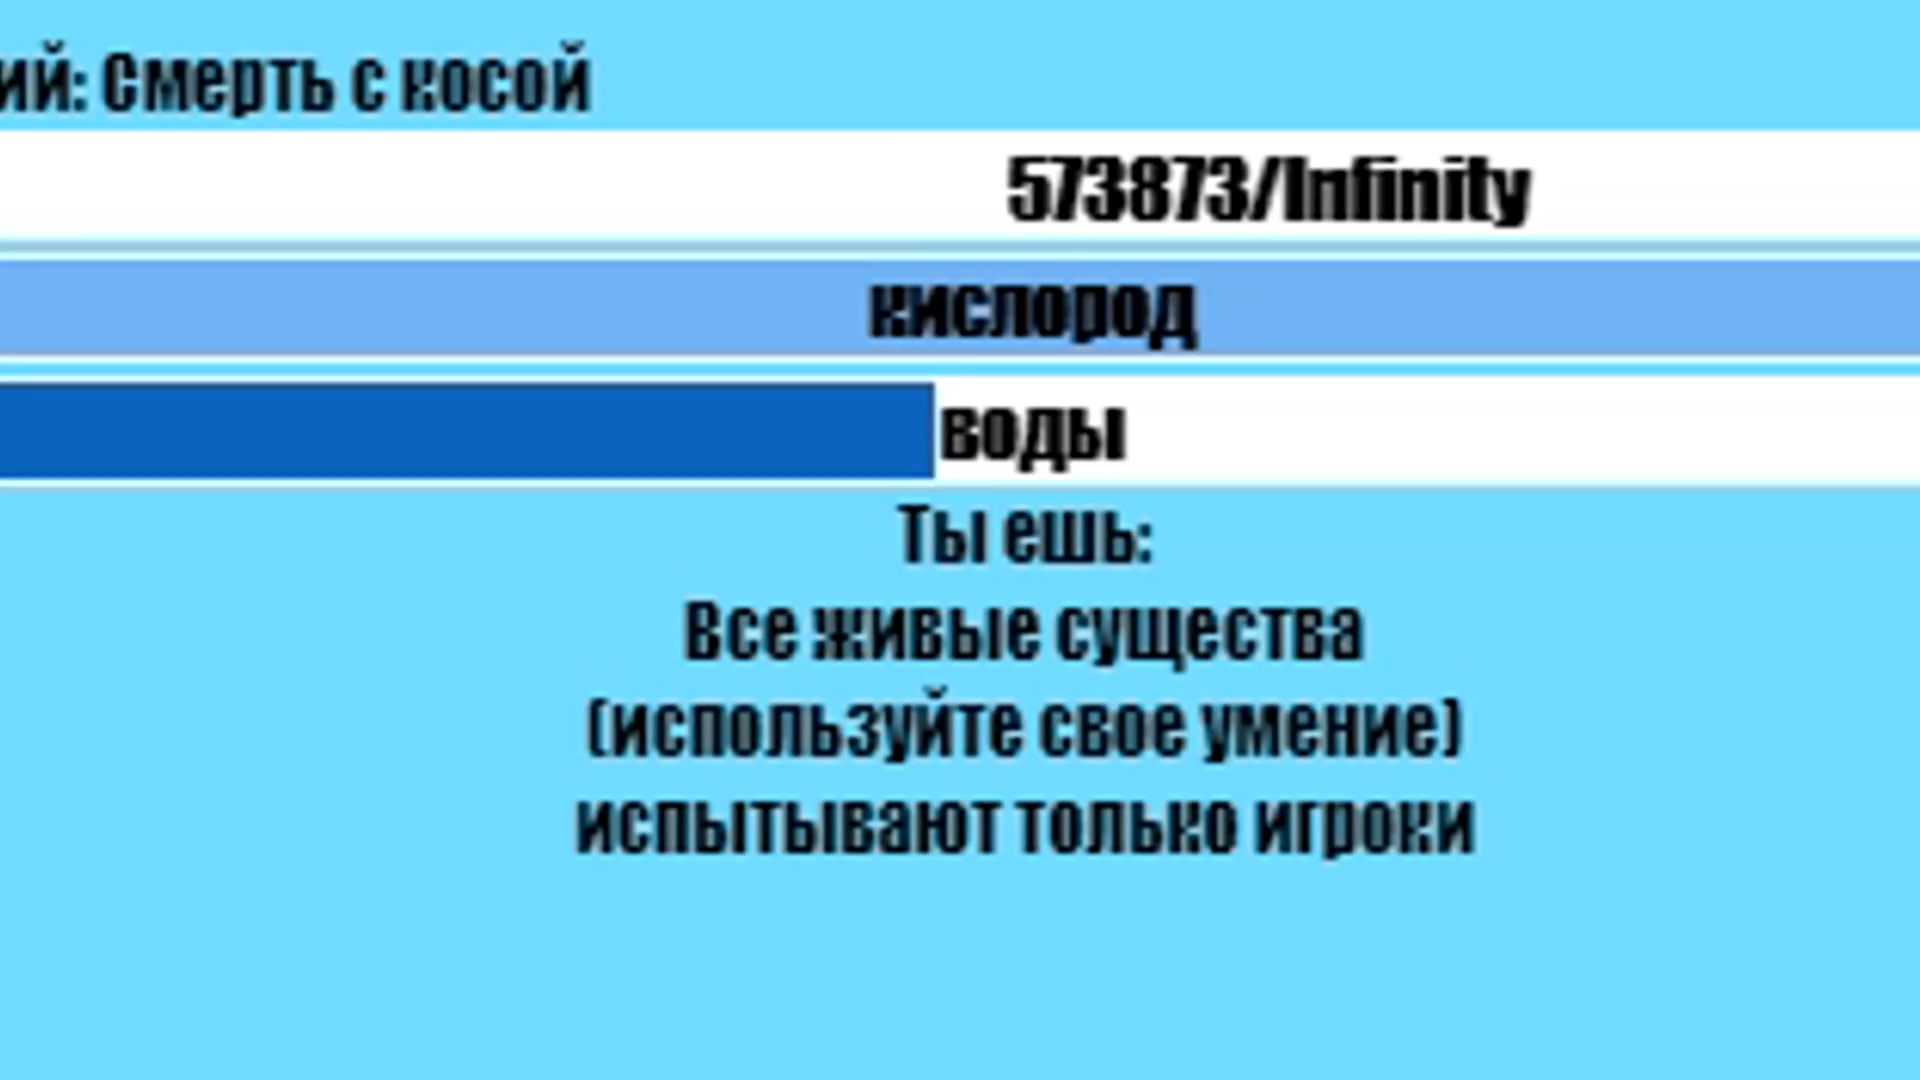 ий: Смерть с косой
573873/Infinity
кислород
воды
Ты ешь:
Все живые существа
(используйте свое умение)
испытывают только игроки